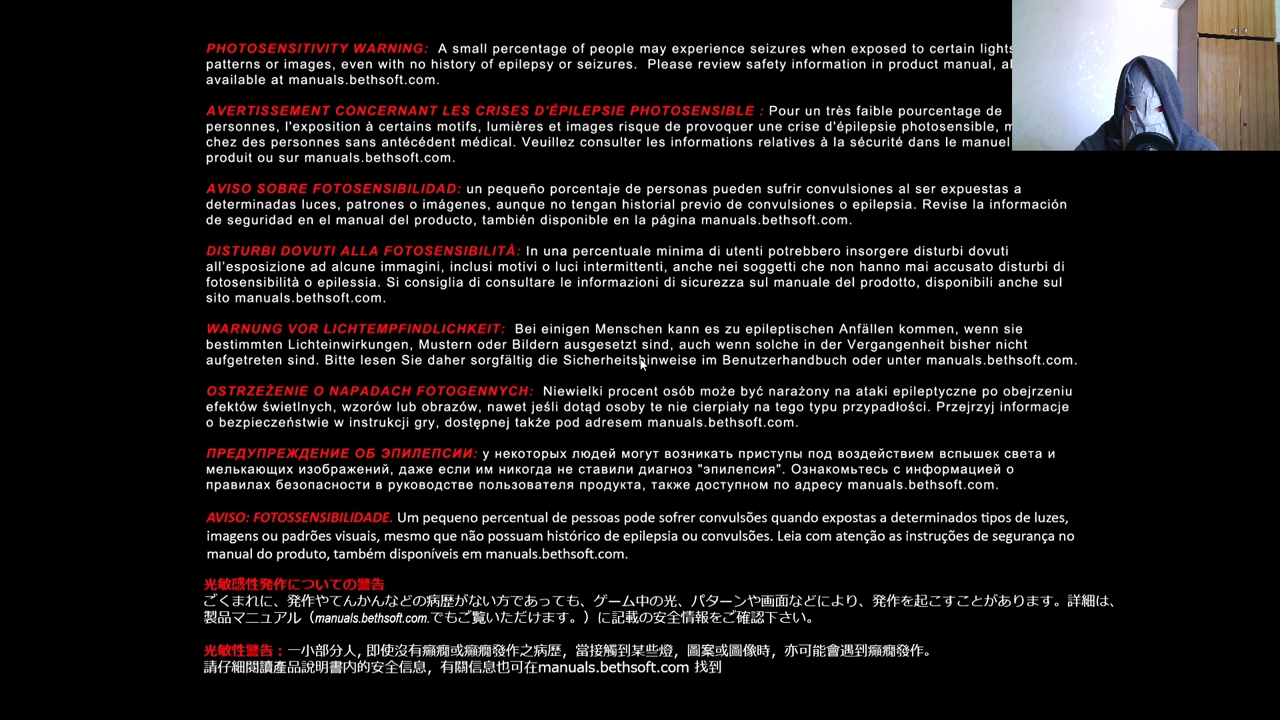 PHOTOSENSITIVITY WARNING: A small percentage of people may experience seizures when exposed to certain lights
patterns or images, even with no history of epilepsy or seizures. Please review safety information in product manual,
available at manuals.bethsoft.com.
AVERTISSEMENT CONCERNANT LES CRISES D'ÉPILEPSIE PHOTOSENSIBLE : Pour un très faible pourcentage de
personnes, l'exposition à certains motifs, lumières et images risque de provoquer une crise d'épilepsie photosensible,
chez des personnes sans antécédent médical. Veuillez consulter les informations relatives à la sécurité dans le manuel
produit ou sur manuals.bethsoft.com.
AVISO SOBRE FOTOSENSIBILIDAD: un pequeño porcentaje de personas pueden sufrir convulsiones al ser expuestas a
determinadas luces, patrones o imágenes, aunque no tengan historial previo de convulsiones o epilepsia. Revise la información
de seguridad en el manual del producto, también disponible en la página manuals.bethsoft.com.
DISTURBI DOVUTI ALLA FOTOSENSIBILITÀ: In una percentuale minima di utenti potrebbero insorgere disturbi dovuti
all'esposizione ad alcune immagini, inclusi motivi o luci intermittenti, anche nei soggetti che non hanno mai accusato disturbi di
fotosensibilità o epilessia. Si consiglia di consultare le informazioni di sicurezza sul manuale del prodotto, disponibili anche sul
sito manuals.bethsoft.com.
WARNUNG VOR LICHTEMPFINDLICHKEIT: Bei einigen Menschen kann es zu epileptischen Anfällen kommen, wenn sie
bestimmten Lichteinwirkungen, Mustern oder Bildern ausgesetzt sind, auch wenn solche in der Vergangenheit bisher nicht
aufgetreten sind. Bitte lesen Sie daher sorgfältig die Sicherheitshinweise im Benutzerhandbuch oder unter manuals.bethsoft.com.
OSTRZEŻENIE O NAPADACH FOTOGENNYCH: Niewielki procent osób może być narażony na ataki epileptyczne po obejrzeniu
efektów świetlnych, wzorów lub obrazów, nawet jeśli dotąd osoby te nie cierpiały na tego typu przypadłości. Przejrzyj informacje
o bezpieczeństwie w instrukcji gry, dostępnej także pod adresem manuals.bethsoft.com.
ПРЕДУПРЕЖДЕНИЕ ОБ ЭПИЛЕПСИИ: у некоторых людей могут возникать приступы под воздействием вспышек света и
мелькающих изображений, даже если им никогда не ставили диагноз "эпилепсия". Ознакомьтесь с информацией о
правилах безопасности в руководстве пользователя продукта, также доступном по адресу manuals.bethsoft.com.
AVISO: FOTOSSENSIBILIDADE. Um pequeno percentual de pessoas pode sofrer convulsões quando expostas a determinados tipos de luzes,
imagens ou padrões visuais, mesmo que não possuam histórico de epilepsia ou convulsões. Leia com atenção as instruções de segurança no
manual do produto, também disponíveis em manuals.bethsoft.com.
光敏感性発作についての警告
ごくまれに、発作やてんかんなどの病歴がない方であっても、ゲーム中の光、パターンや画面などにより、発作を起こすことがあります。詳細は、
製品マニュアル（manuals.bethsoft.com.でもご覧いただけます。）に記載の安全情報をご確認下さい。
光敏性警告：一小部分人, 即使沒有癲癇或癲癇發作之病歷，當接觸到某些燈，圖案或圖像時，亦可能會遇到癲癇發作。
請仔細閱讀產品說明書內的安全信息，有關信息也可在manuals.bethsoft.com 找到